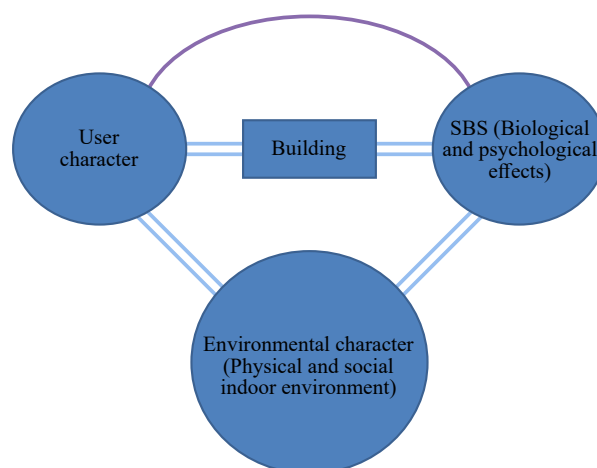 User
character
Building
SBS (Biological
and psychological
effects)
Environmental character
(Physical and social
indoor environment)